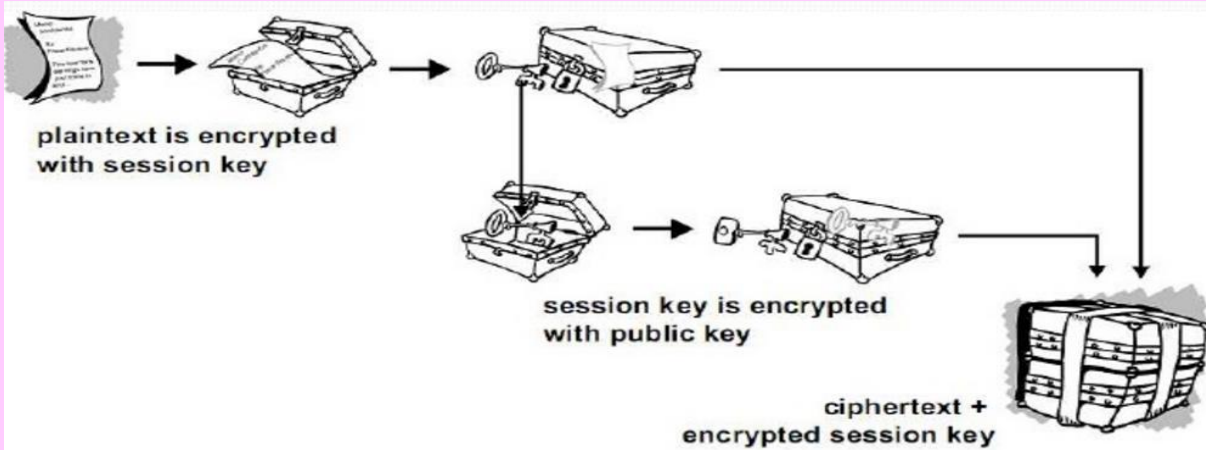 plaintext is encrypted
with session key
session key is encrypted
with public key
ciphertext +
encrypted session key